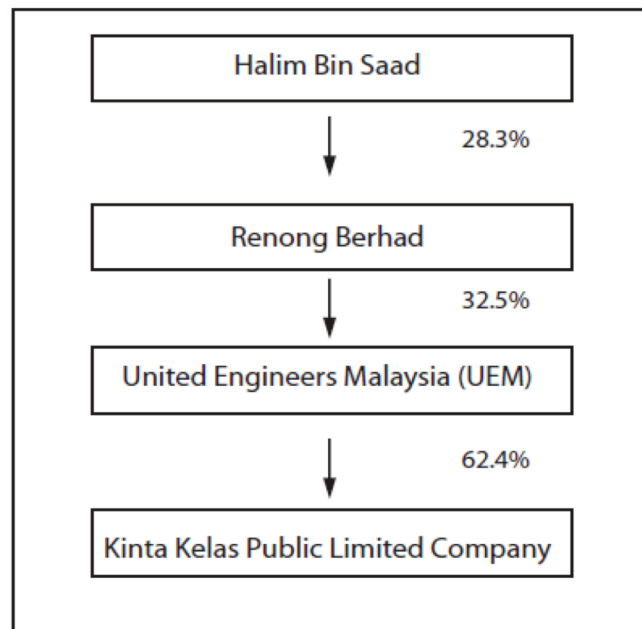 Halim Bin Saad
28.3%
Renong Berhad
32.5%
United Engineers Malaysia (UEM)
62.4%
Kinta Kelas Public Limited Company